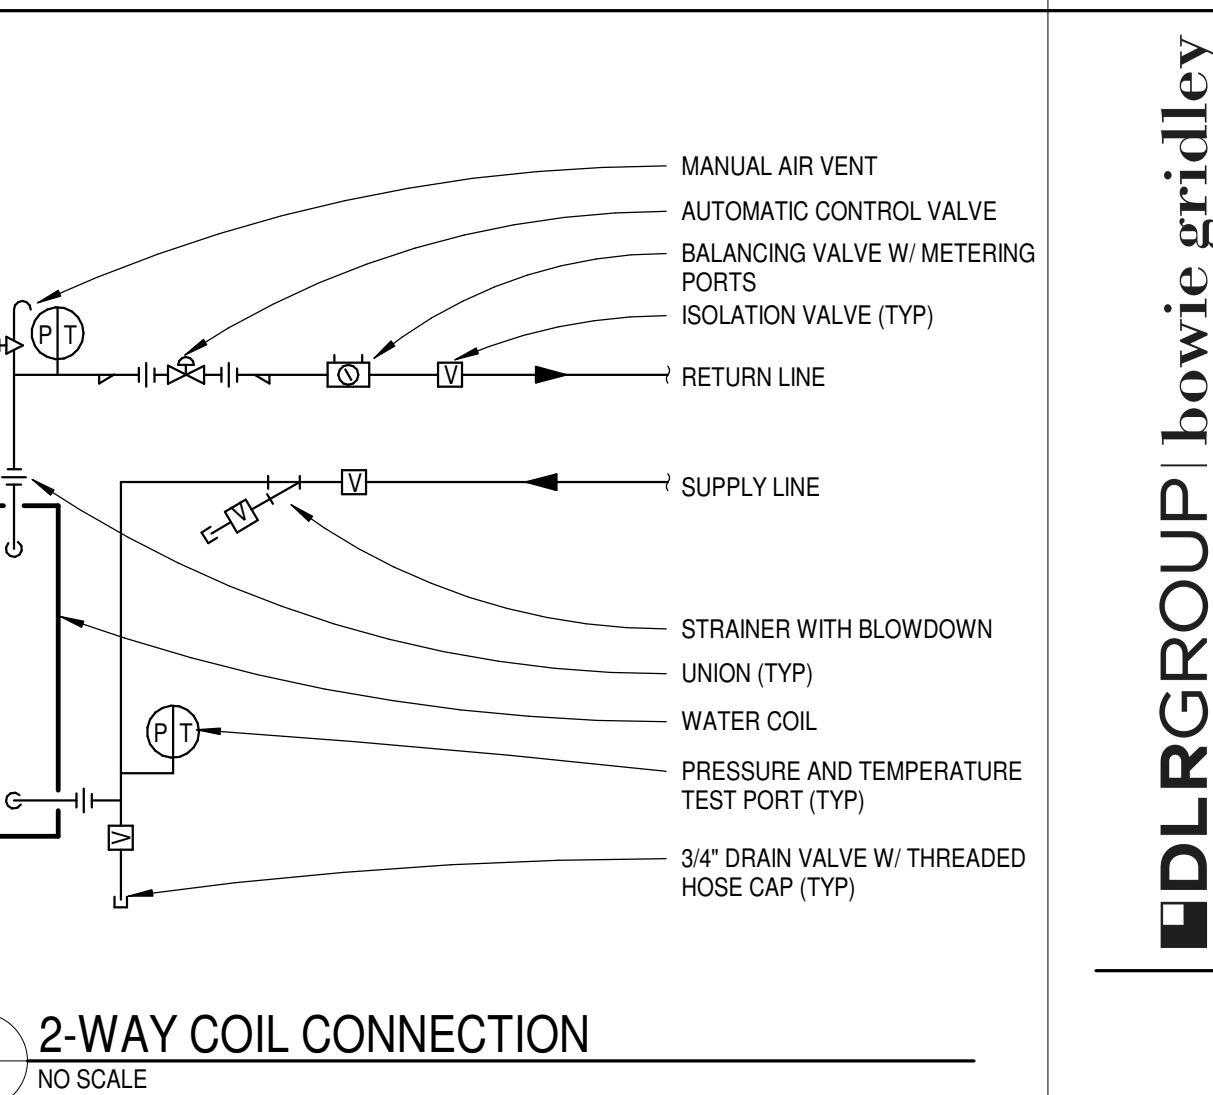 MANUAL AIR VENT
AUTOMATIC CONTROL VALVE
BALANCING VALVE W/ METERING
PORTS
ISOLATION VALVE (TYP)
P T
V
RETURN LINE
V
SUPPLY LINE
V
STRAINER WITH BLOWDOWN
UNION (TYP)
WATER COIL
P T
PRESSURE AND TEMPERATURE
TEST PORT (TYP)
V
3/4" DRAIN VALVE W/ THREADED
HOSE CAP (TYP)
2-WAY COIL CONNECTION
NO SCALE
DLRGROUP | bowie gridley